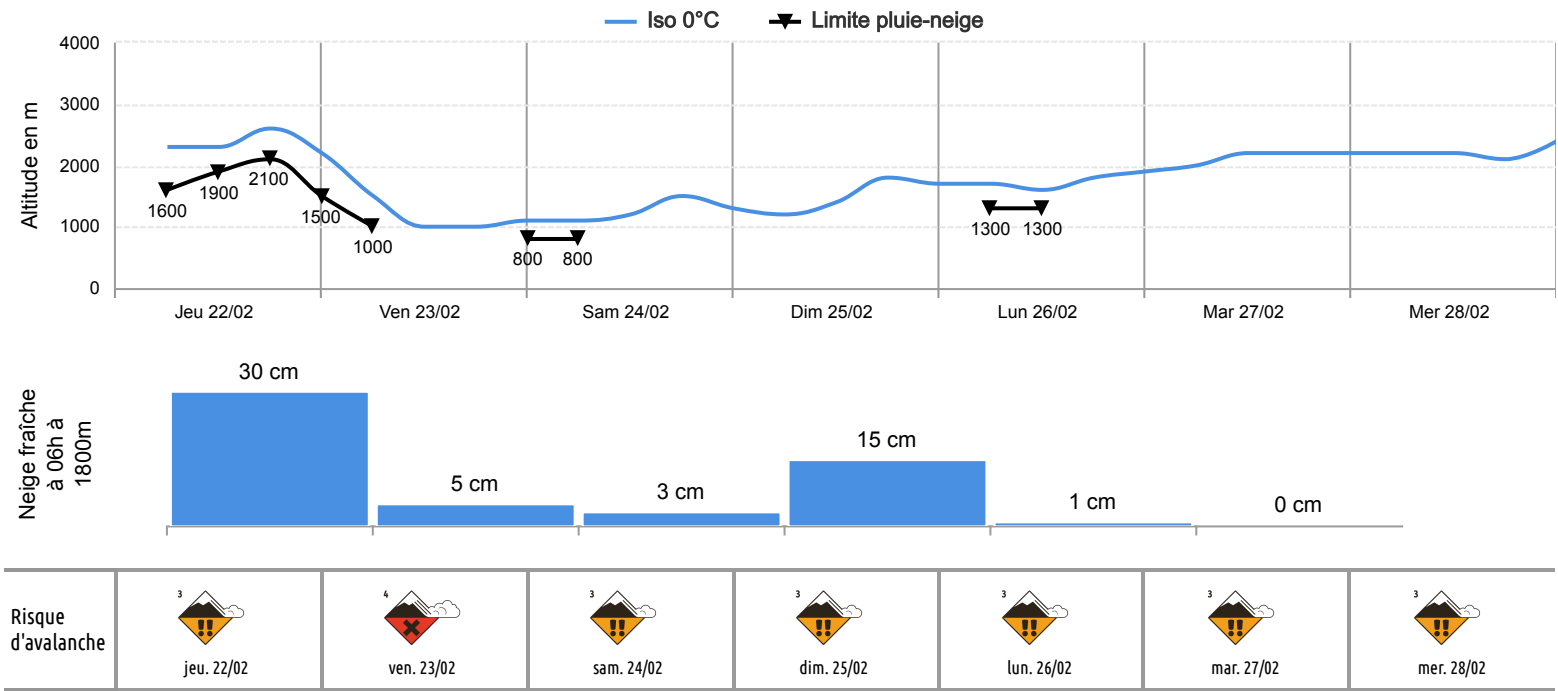 Iso 0°C
Limite pluie-neige
Altitude en m
4000
3000
2000
1000
0
1600
1900
2100
1500
1000
800
800
1300
1300
Jeu 22/02
Ven 23/02
Sam 24/02
Dim 25/02
Lun 26/02
Mar 27/02
Mer 28/02
Neige fraîche
à 06h à
1800m
30 cm
5 cm
3 cm
15 cm
1 cm
0 cm
Risque
d'avalanche
3
!!
jeu. 22/02
4
ven. 23/02
3
!!
sam. 24/02
3
!!
dim. 25/02
3
!!
lun. 26/02
3
!!
mar. 27/02
3
!!
mer. 28/02